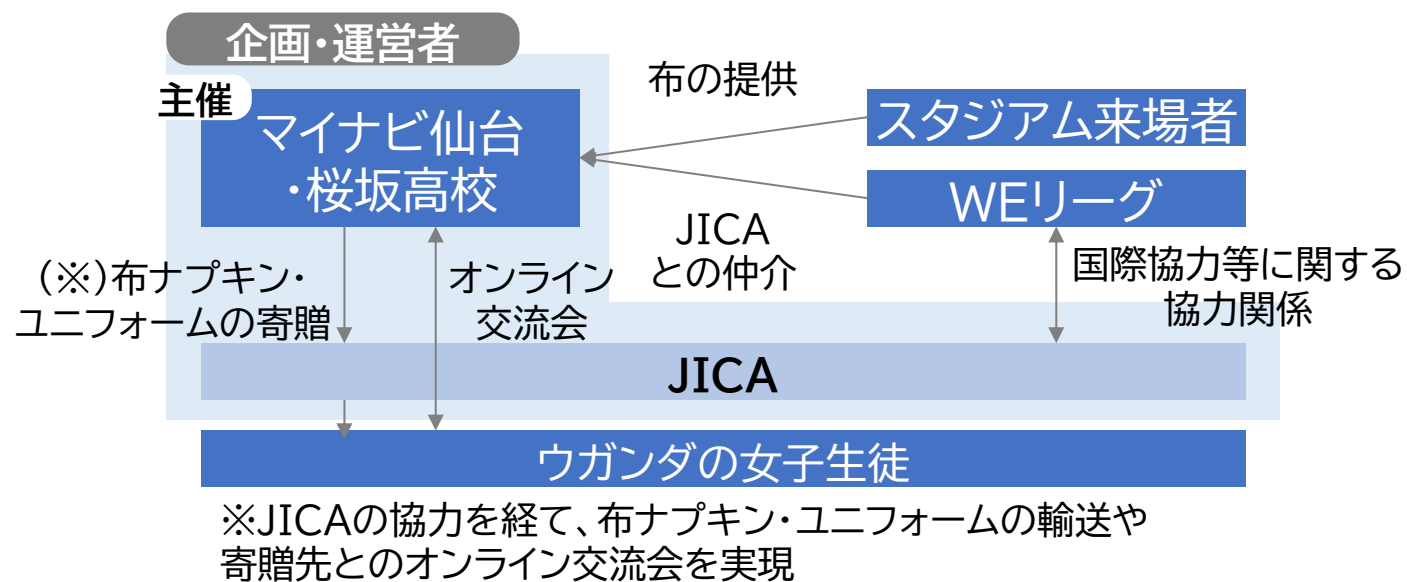 企画・運営者
主催
マイナビ仙台
・桜坂高校
布の提供
スタジアム来場者
WEリーグ
JICA
との仲介
国際協力等に関する
協力関係
(※)布ナプキン・
ユニフォームの寄贈
オンライン
交流会
JICA
ウガンダの女子生徒
※JICAの協力を経て、布ナプキン・ユニフォームの輸送や
寄贈先とのオンライン交流会を実現